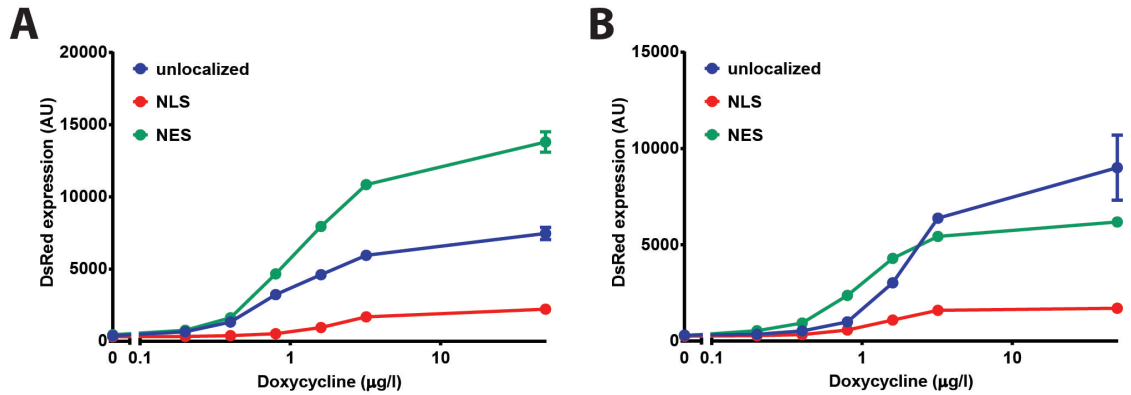 A
DsRed expression (AU)
20000
15000
10000
5000
0
unlocalized
NLS
NES
0 0.1 1 10
Doxycycline (µg/l)
B
DsRed expression (AU)
15000
10000
5000
0
unlocalized
NLS
NES
0 0.1 1 10
Doxycycline (µg/l)